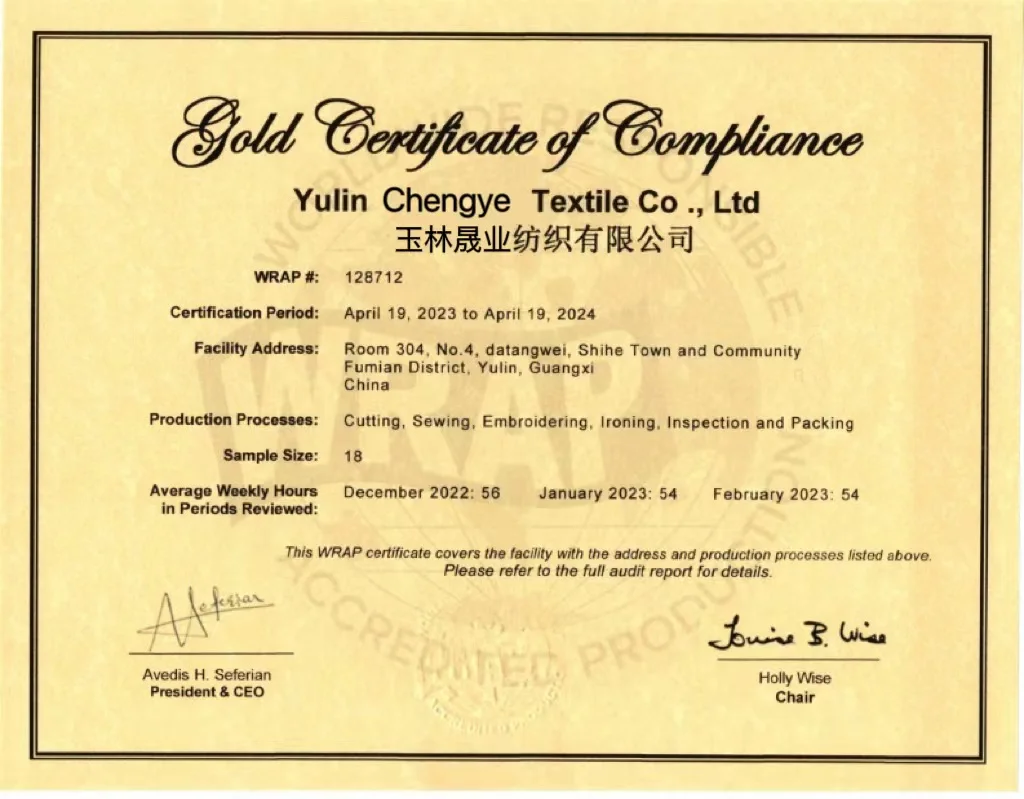 Gold Certificate of Compliance
Yulin Chengye Textile Co ., Ltd
玉林晟业纺织有限公司
WRAP #: 128712
Certification Period: April 19, 2023 to April 19, 2024
Facility Address: Room 304, No.4, datangwei, Shihe Town and Community
Fumian District, Yulin, Guangxi
China
Production Processes: Cutting, Sewing, Embroidering, Ironing, Inspection and Packing
Sample Size: 18
Average Weekly Hours
in Periods Reviewed: December 2022: 56 January 2023: 54 February 2023: 54
This WRAP certificate covers the facility with the address and production processes listed above.
Please refer to the full audit report for details.
Avedis H. Seferian
President & CEO
Holly Wise
Chair
WORLDWIDE RESPONSIBLE
WRAP
ACCREDITED PRODUCTION